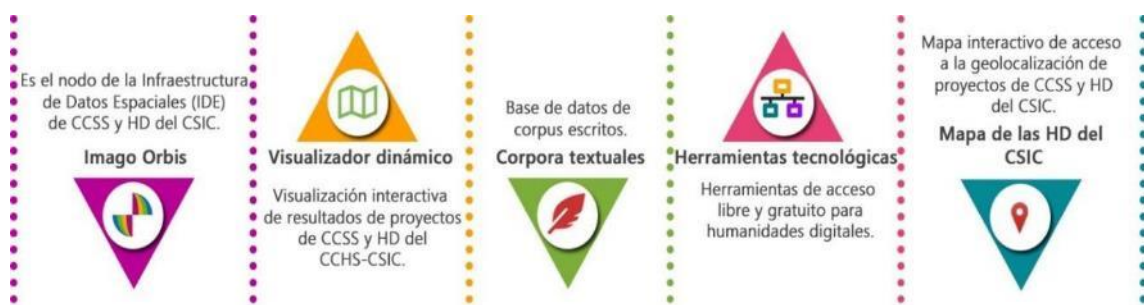 Es el nodo de la Infraestructura
de Datos Espaciales (IDE)
de CCSS y HD del CSIC.
Imago Orbis
Visualizador dinámico
Visualización interactiva
de resultados de proyectos
de CCSS y HD del
CCHS-CSIC.
Base de datos de
corpus escritos.
Corpora textuales
Herramientas tecnológicas
Herramientas de acceso
libre y gratuito para
humanidades digitales.
Mapa interactivo de acceso
a la geolocalización de
proyectos de CCSS y HD
del CSIC.
Mapa de las HD del
CSIC